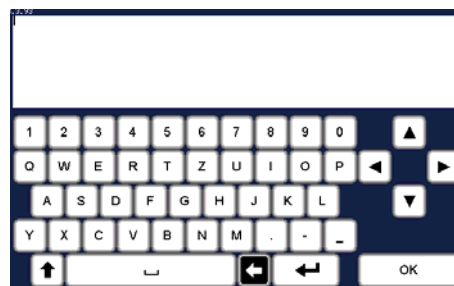 1 2 3 4 5 6 7 8 9 0
Q W E R T Z U I O P
A S D F G H J K L
Y X C V B N M . - _
OK